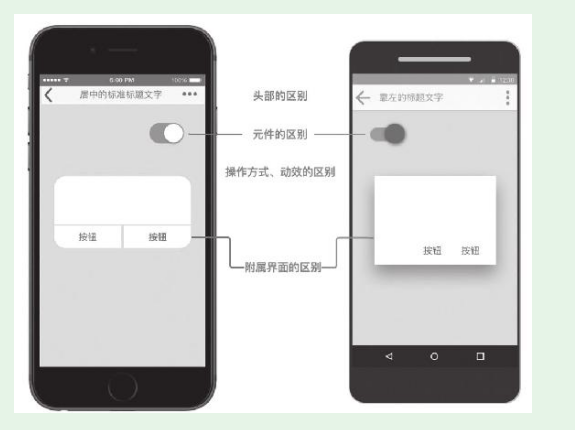 5:00 PM
100%
居中的标准标题文字
头部的区别
12:30
置左的标题文字
元件的区别
操作方式、动效的区别
按钮
按钮
按钮
按钮
附属界面的区别